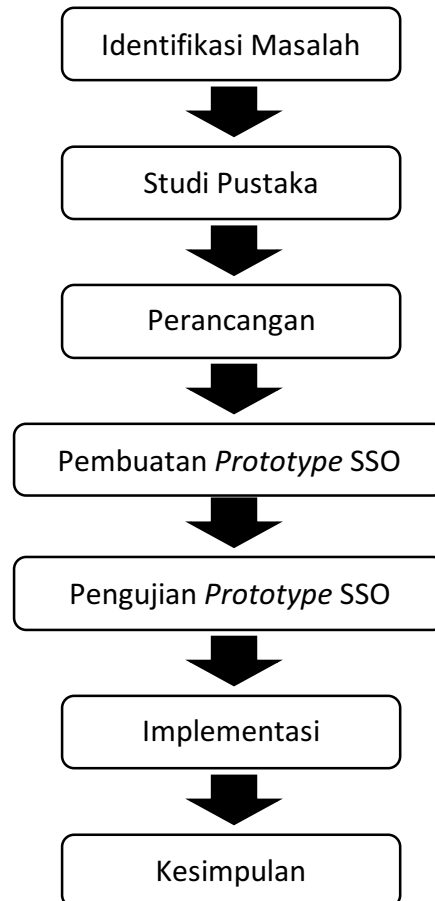 Identifikasi Masalah
Studi Pustaka
Perancangan
Pembuatan Prototype SSO
Pengujian Prototype SSO
Implementasi
Kesimpulan